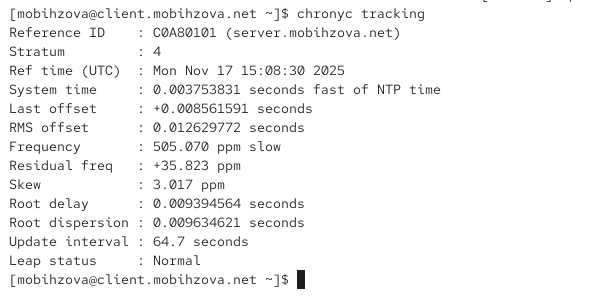 [mobihzova@client.mobihzova.net ~]$ chronyc tracking
Reference ID    : C0A80101 (server.mobihzova.net)
Stratum         : 4
Ref time (UTC)  : Mon Nov 17 15:08:30 2025
System time     : 0.003753831 seconds fast of NTP time
Last offset     : +0.008561591 seconds
RMS offset      : 0.012629772 seconds
Frequency       : 505.070 ppm slow
Residual freq   : +35.823 ppm
Skew            : 3.017 ppm
Root delay      : 0.009394564 seconds
Root dispersion : 0.009634621 seconds
Update interval : 64.7 seconds
Leap status     : Normal
[mobihzova@client.mobihzova.net ~]$